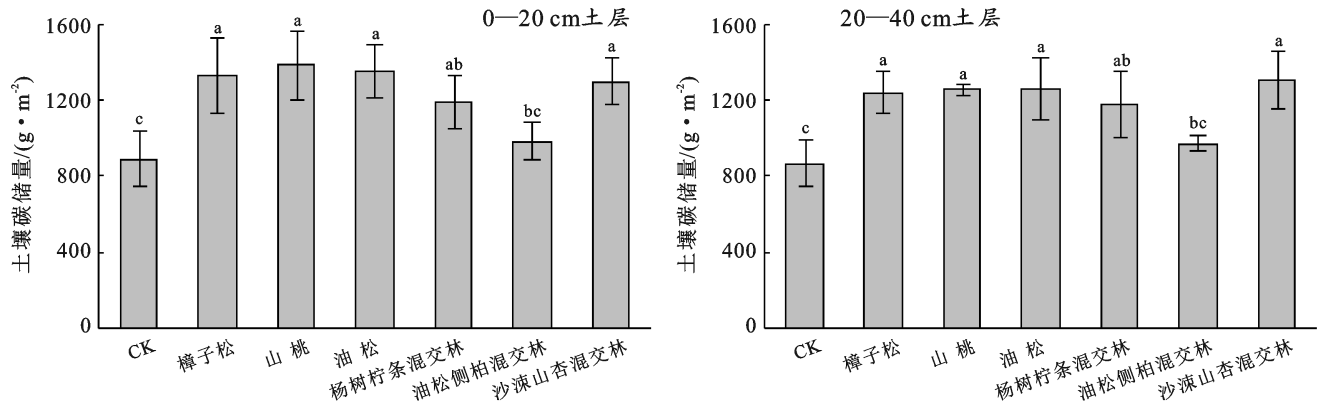 0—20 cm土层
土壤碳储量/(g·m⁻²)
1600
1200
800
400
0
c
a
a
a
ab
bc
a
CK
樟子松
山桃
油松
杨树柠条混交林
油松侧柏混交林
沙涑山杏混交林
20—40 cm土层
土壤碳储量/(g·m⁻²)
1600
1200
800
400
0
c
a
a
a
ab
bc
a
CK
樟子松
山桃
油松
杨树柠条混交林
油松侧柏混交林
沙涑山杏混交林